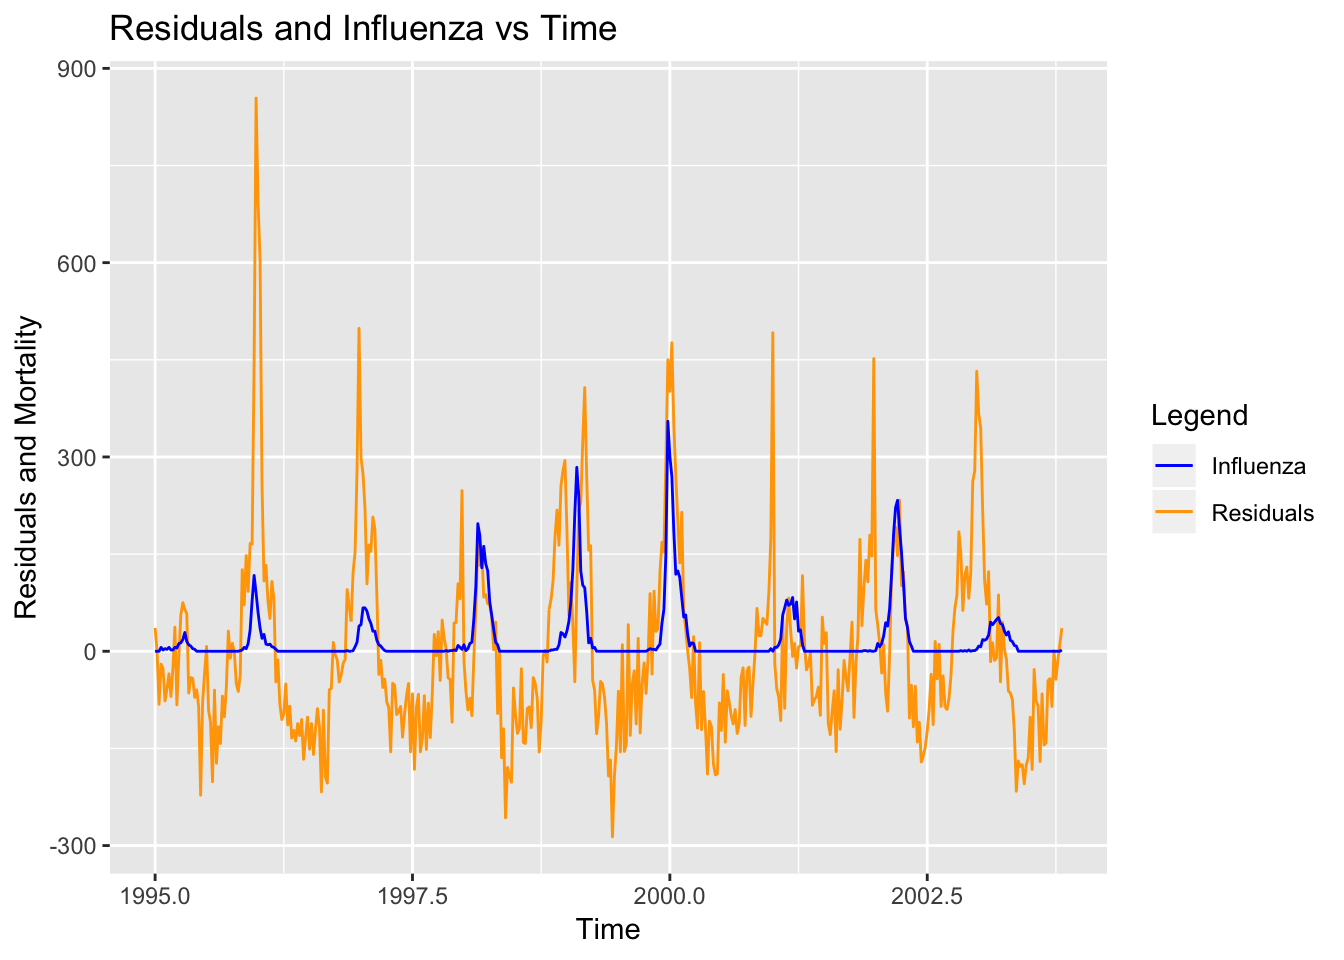 Residuals and Influenza vs Time
900
600
300
0
-300
Residuals and Mortality
1995.0
1997.5
2000.0
2002.5
Time
Legend
Influenza
Residuals